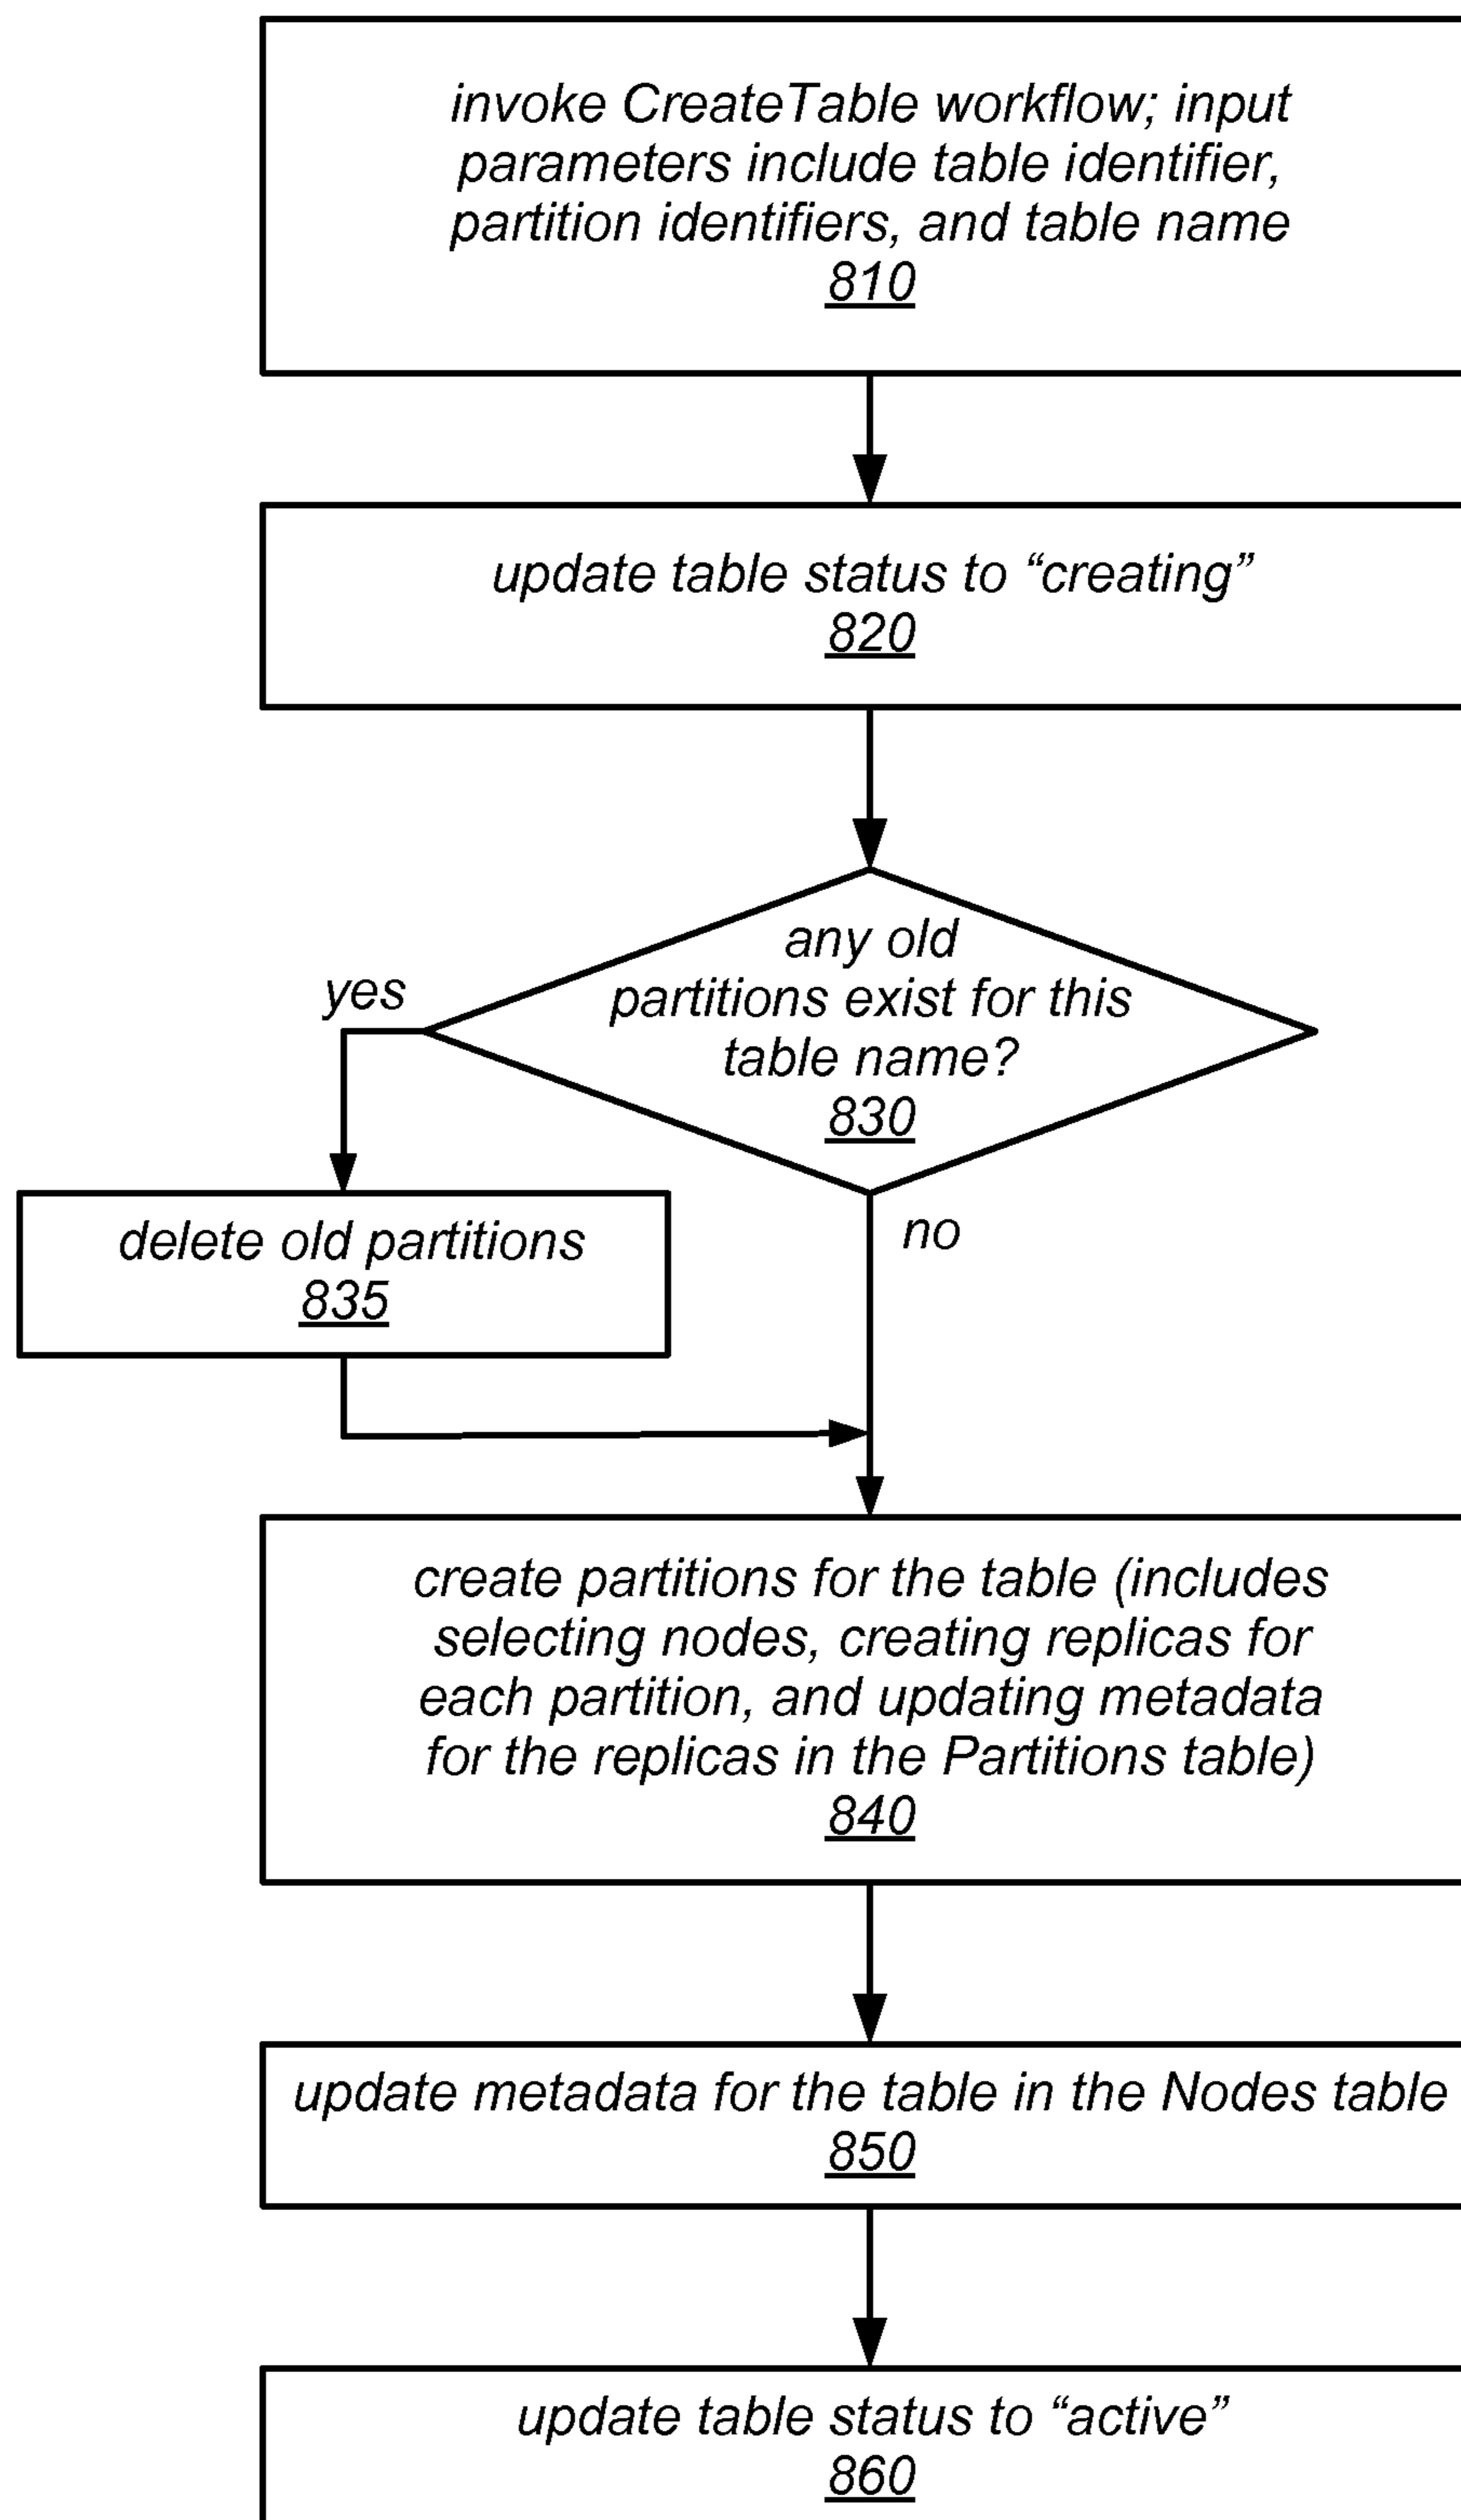 invoke CreateTable workflow; input
parameters include table identifier,
partition identifiers, and table name
810
update table status to “creating”
820
any old
partitions exist for this
table name?
830
yes
no
delete old partitions
835
create partitions for the table (includes
selecting nodes, creating replicas for
each partition, and updating metadata
for the replicas in the Partitions table)
840
update metadata for the table in the Nodes table
850
update table status to “active”
860